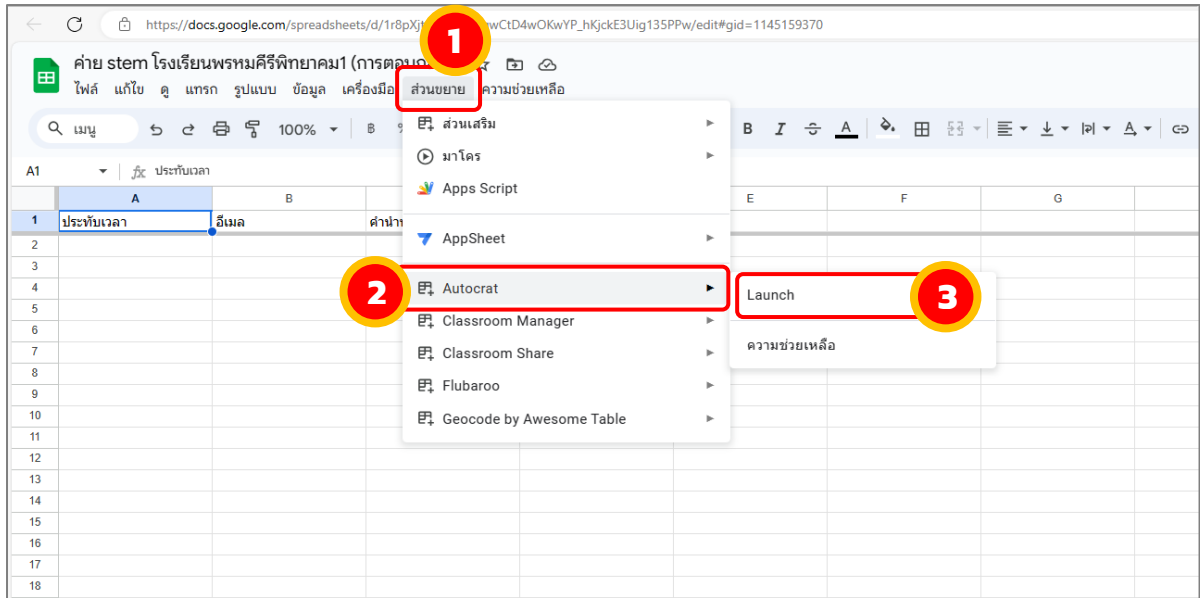 https://docs.google.com/spreadsheets/d/1r8pXj wCtD4wOKwYP_hKjckE3Uig135PPw/edit#gid=1145159370
1
ค่าย stem โรงเรียนพรหมคีรีพิทยาคม1
ไฟล์ แก้ไข ดู แทรก รูปแบบ ข้อมูล เครื่องมือ ส่วนขยาย ความช่วยเหลือ
เมนู 100% B I A
A1 fx ประทับเวลา
A B E F G
1 ประทับเวลา อีเมล
2
3
4
5
6
7
8
9
10
11
12
13
14
15
16
17
18
ส่วนเสริม
มาโคร
Apps Script
AppSheet
2 Autocrat
Classroom Manager
Classroom Share
Flubaroo
Geocode by Awesome Table
Launch 3
ความช่วยเหลือ